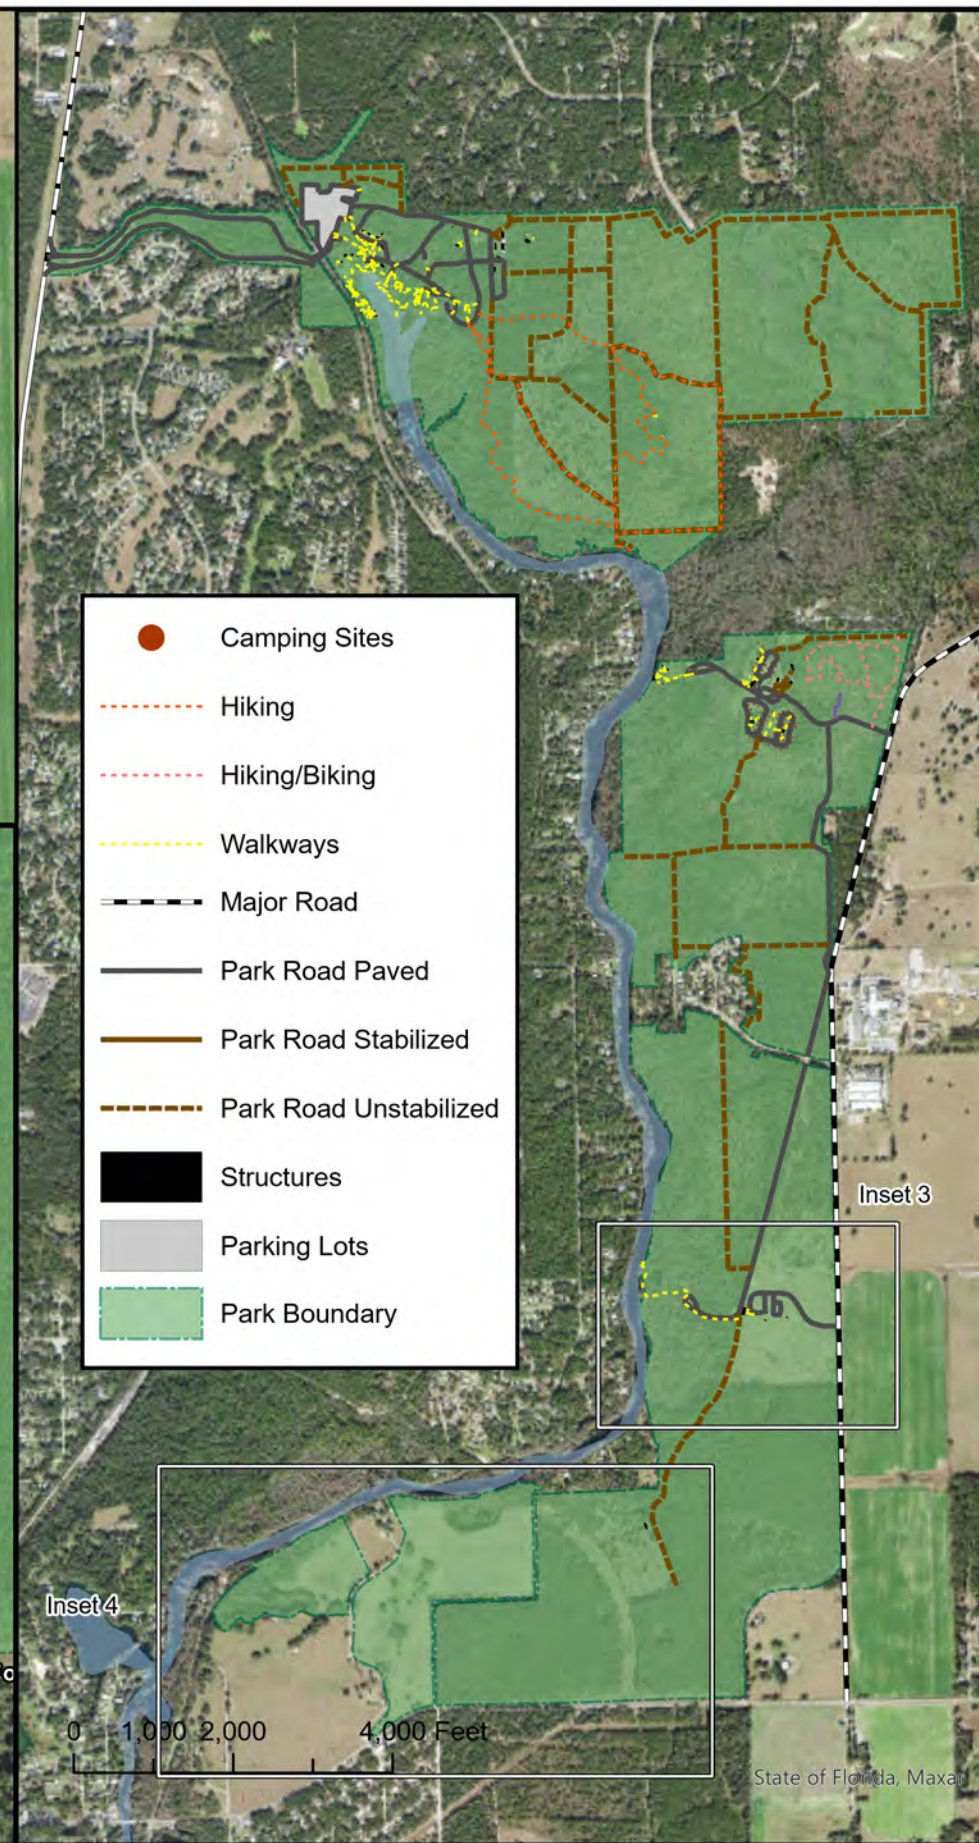 Camping Sites
Hiking
Hiking/Biking
Walkways
Major Road
Park Road Paved
Park Road Stabilized
Park Road Unstabilized
Structures
Parking Lots
Park Boundary
Inset 3
Inset 4
0 1,000 2,000 4,000 Feet
State of Florida, Maxar